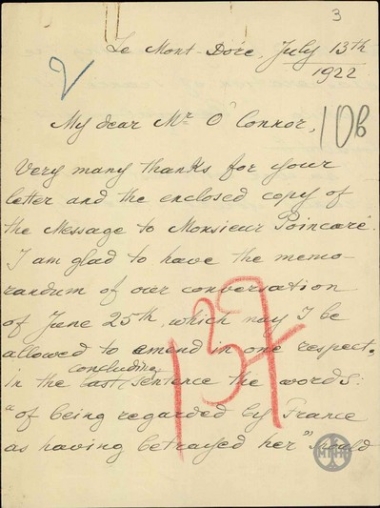 3
Le Mont-Dore, July 13th
1922
2
My dear Mr. O'Connor,
10b
Very many thanks for your
letter and the enclosed copy of
the Message to Monsieur Poincaré.
I am glad to have the memo-
randum of our conversation
of June 25th, which may I be
allowed to amend in one respect.
concluding
in the last sentence the words:
"of being regarded by France
as having betrayed her" should
137